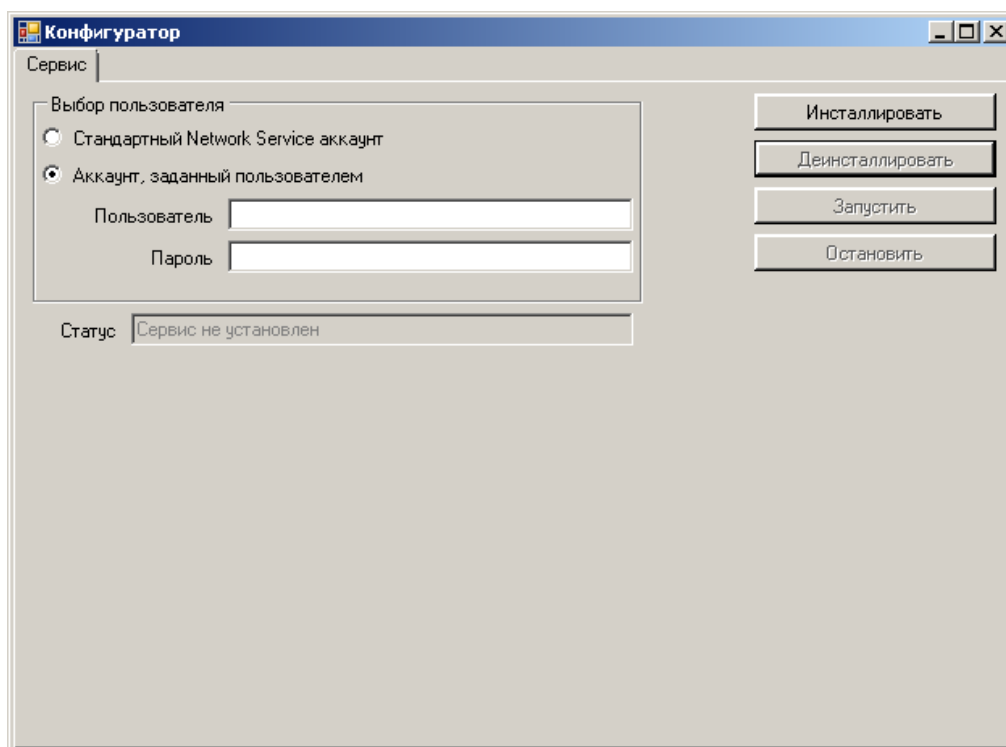 Конфигуратор
Сервис
Выбор пользователя
Стандартный Network Service аккаунт
Аккаунт, заданный пользователем
Пользователь
Пароль
Статус Сервис не установлен
Инсталлировать
Деинсталлировать
Запустить
Остановить